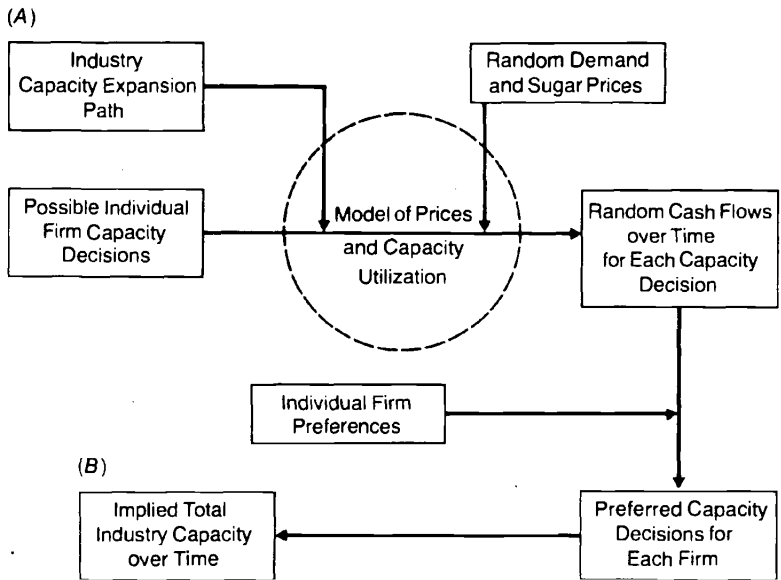 (A)
Industry
Capacity Expansion
Path
Random Demand
and Sugar Prices
Possible Individual
Firm Capacity
Decisions
Model of Prices
and Capacity
Utilization
Random Cash Flows
over Time
for Each Capacity
Decision
Individual Firm
Preferences
(B)
Implied Total
Industry Capacity
over Time
Preferred Capacity
Decisions for
Each Firm